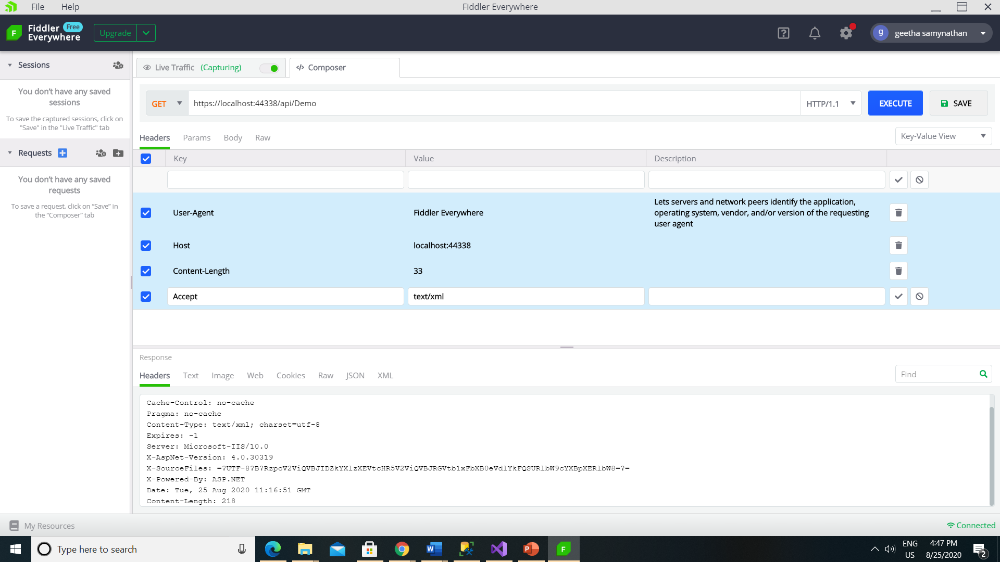 File Help Fiddler Everywhere
Fiddler Everywhere Free Upgrade
g geetha samynathan
Sessions
You don't have any saved
sessions
To save the captured sessions, click on
"Save" in the "Live Traffic" tab
Requests
You don't have any saved
requests
To save a request, click on “Save” in
the “Composer” tab
Live Traffic (Capturing) Composer
GET https://localhost:44338/api/Demo HTTP/1.1 EXECUTE SAVE
Headers Params Body Raw Key-Value View
Key Value Description
User-Agent Fiddler Everywhere Lets servers and network peers identify the application,
operating system, vendor, and/or version of the requesting
user agent
Host localhost:44338
Content-Length 33
Accept text/xml
Response
Headers Text Image Web Cookies Raw JSON XML Find
Cache-Control: no-cache
Pragma: no-cache
Content-Type: text/xml; charset=utf-8
Expires: -1
Server: Microsoft-IIS/10.0
X-AspNet-Version: 4.0.30319
X-SourceFiles: =?UTF-8?B?RzpcV2ViQVBJIDZkYXlzXEVtcHR5V2ViQVBJRGVtb1xFbXB0eVdlYkFQSURlbW9cYXBpXERlbW8=?=
X-Powered-By: ASP.NET
Date: Tue, 25 Aug 2020 11:16:51 GMT
Content-Length: 218
My Resources Connected
Type here to search
ENG
US
4:47 PM
8/25/2020
2